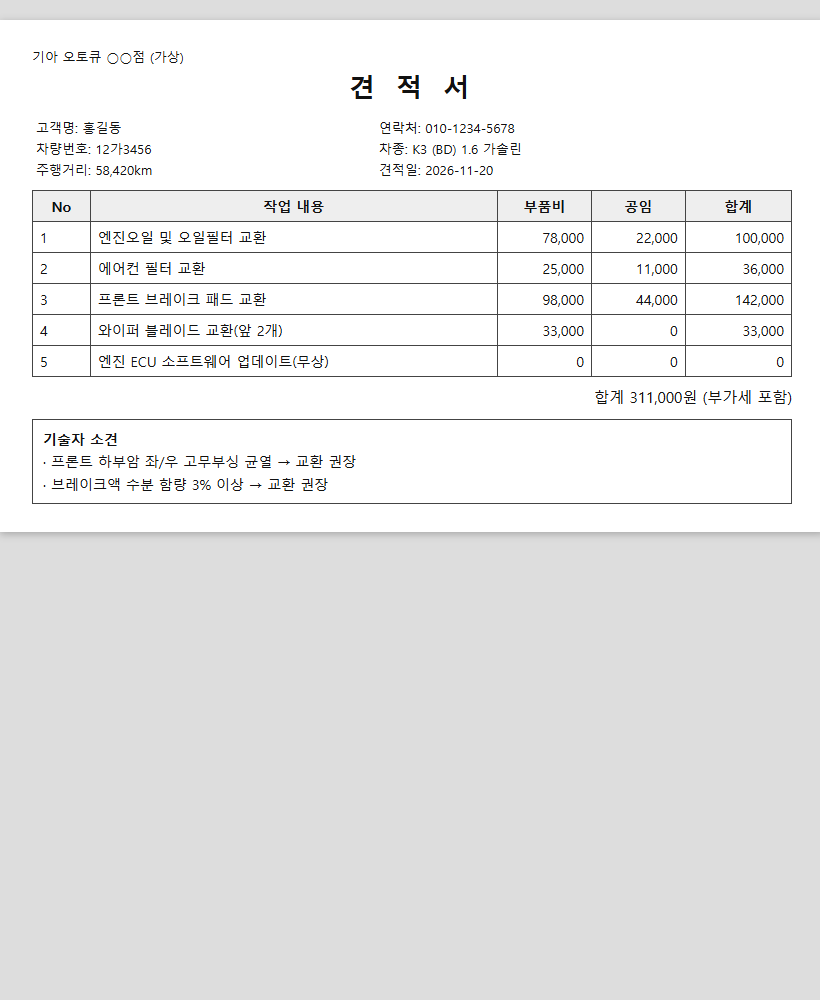 기아 오토큐 ○○점 (가상)
견 적 서
고객명: 홍길동 연락처: 010-1234-5678
차량번호: 12가3456 차종: K3 (BD) 1.6 가솔린
주행거리: 58,420km 견적일: 2026-11-20
No 작업 내용 부품비 공임 합계
1 엔진오일 및 오일필터 교환 78,000 22,000 100,000
2 에어컨 필터 교환 25,000 11,000 36,000
3 프론트 브레이크 패드 교환 98,000 44,000 142,000
4 와이퍼 블레이드 교환(앞 2개) 33,000 0 33,000
5 엔진 ECU 소프트웨어 업데이트(무상) 0 0 0
합계 311,000원 (부가세 포함)
기술자 소견
· 프론트 하부암 좌/우 고무부싱 균열 → 교환 권장
· 브레이크액 수분 함량 3% 이상 → 교환 권장